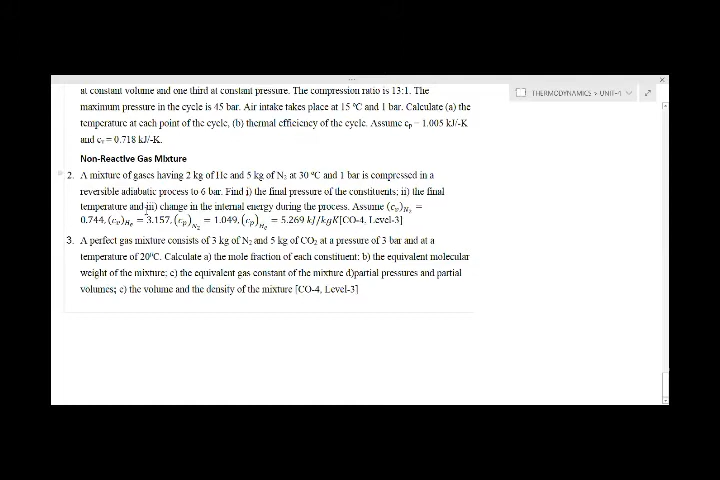 at constant volume and one third at constant pressure. The compression ratio is 13:1. The
THERMODYNAMICS > UNIT-4
maximum pressure in the cycle is 45 bar. Air intake takes place at 15 °C and 1 bar. Calculate (a) the
temperature at each point of the cycle, (b) thermal efficiency of the cycle. Assume cp = 1.005 kJ/-K
and cv = 0.718 kJ/-K.
Non-Reactive Gas Mixture
2. A mixture of gases having 2 kg of He and 5 kg of N2 at 30 °C and 1 bar is compressed in a
reversible adiabatic process to 6 bar. Find i) the final pressure of the constituents; ii) the final
temperature and iii) change in the internal energy during the process. Assume (cv)N2 =
0.744, (cv)He = 3.157, (cp)N2 = 1.049, (cp)He = 5.269 kJ/kgK[CO-4, Level-3]
3. A perfect gas mixture consists of 3 kg of N2 and 5 kg of CO2 at a pressure of 3 bar and at a
temperature of 20°C. Calculate a) the mole fraction of each constituent; b) the equivalent molecular
weight of the mixture; c) the equivalent gas constant of the mixture d)partial pressures and partial
volumes; e) the volume and the density of the mixture [CO-4, Level-3]